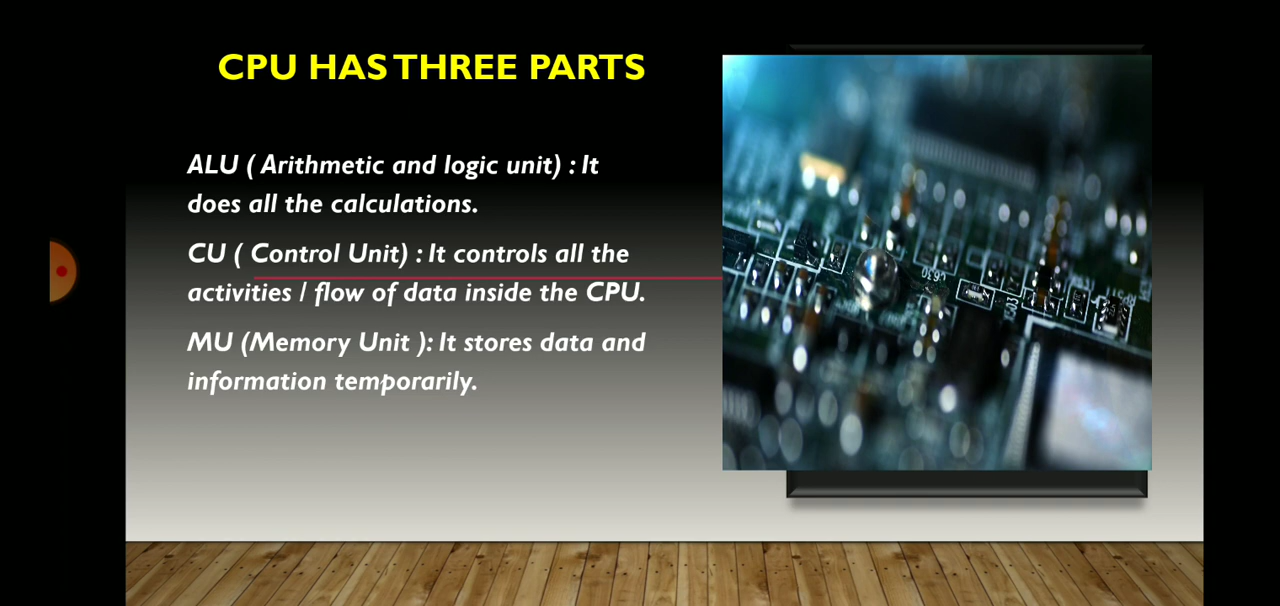 CPU HAS THREE PARTS
ALU ( Arithmetic and logic unit) : It
does all the calculations.
CU ( Control Unit) : It controls all the
activities / flow of data inside the CPU.
MU (Memory Unit ): It stores data and
information temporarily.
C630